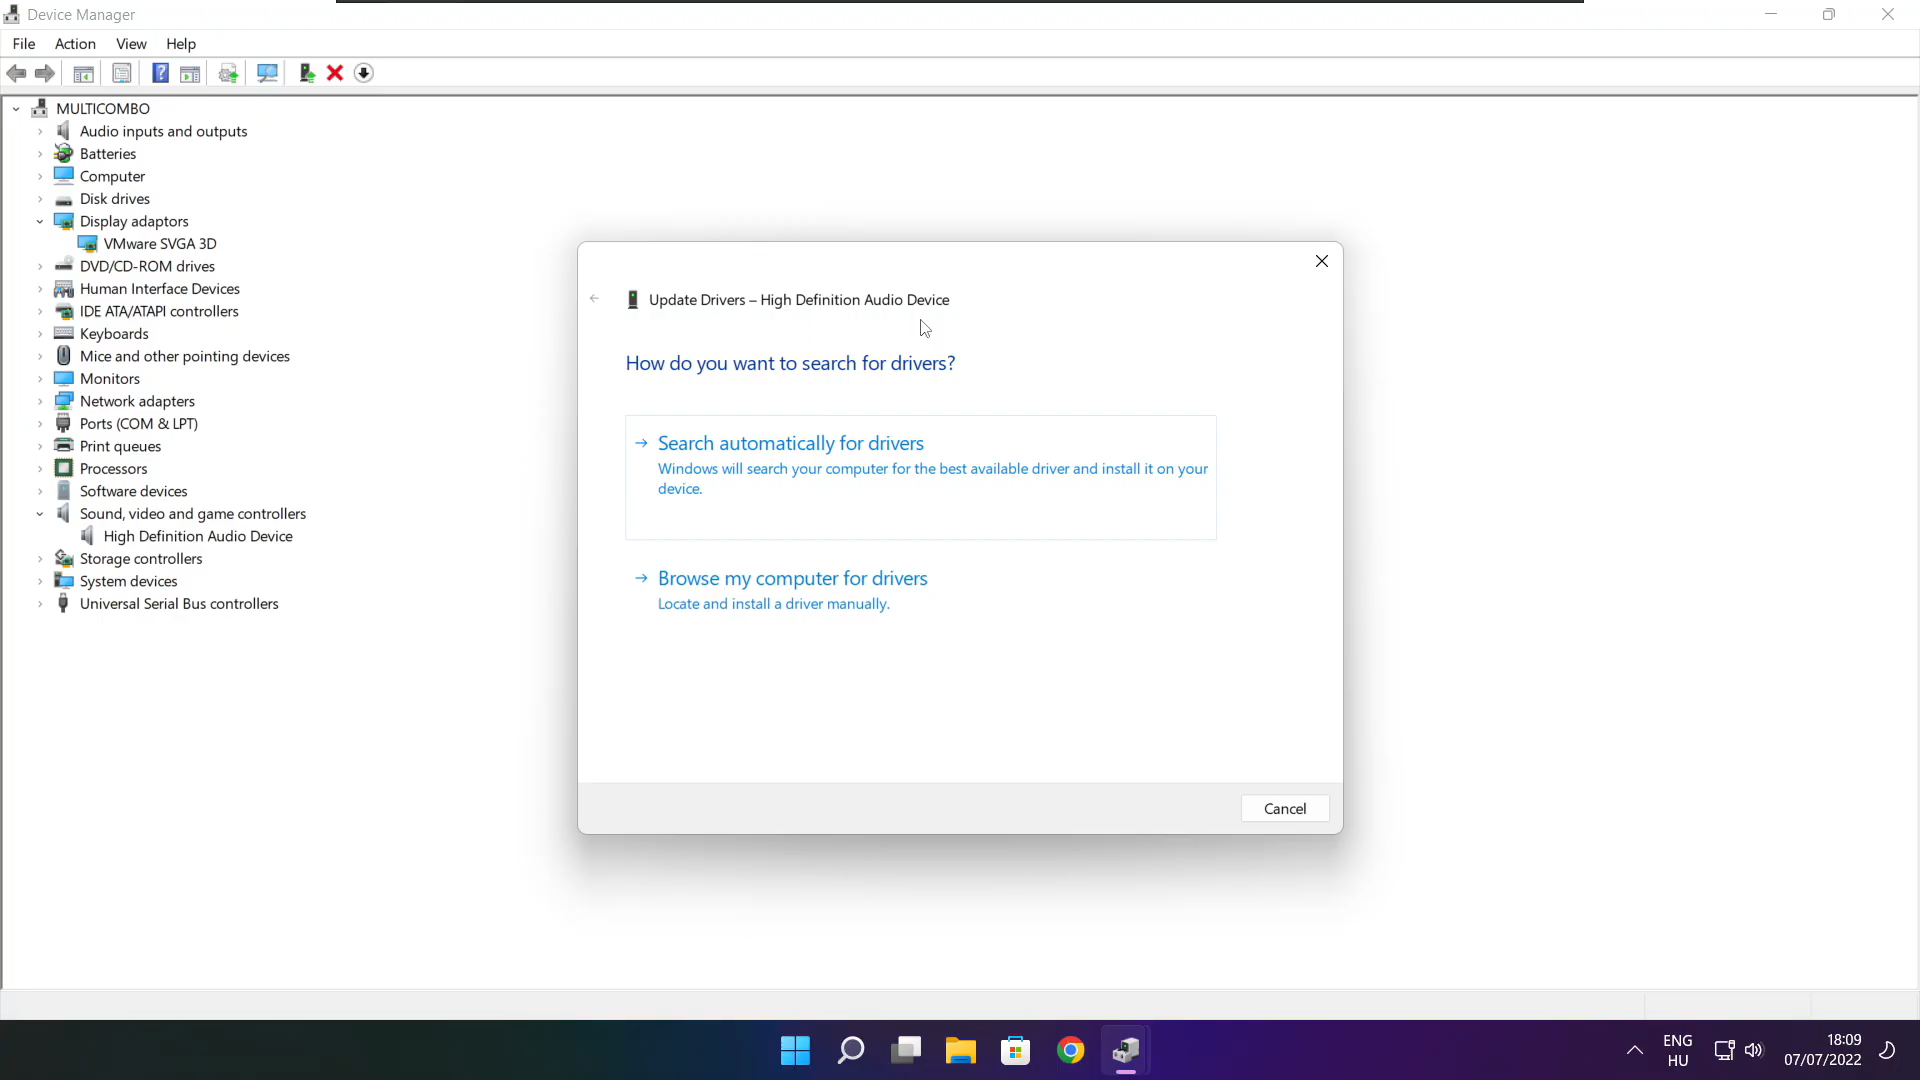 Device Manager
File Action View Help
MULTICOMBO
Audio inputs and outputs
Batteries
Computer
Disk drives
Display adaptors
VMware SVGA 3D
DVD/CD-ROM drives
Human Interface Devices
IDE ATA/ATAPI controllers
Keyboards
Mice and other pointing devices
Monitors
Network adapters
Ports (COM & LPT)
Print queues
Processors
Software devices
Sound, video and game controllers
High Definition Audio Device
Storage controllers
System devices
Universal Serial Bus controllers
Update Drivers – High Definition Audio Device
How do you want to search for drivers?
Search automatically for drivers
Windows will search your computer for the best available driver and install it on your
device.
Browse my computer for drivers
Locate and install a driver manually.
Cancel
ENG
HU
18:09
07/07/2022